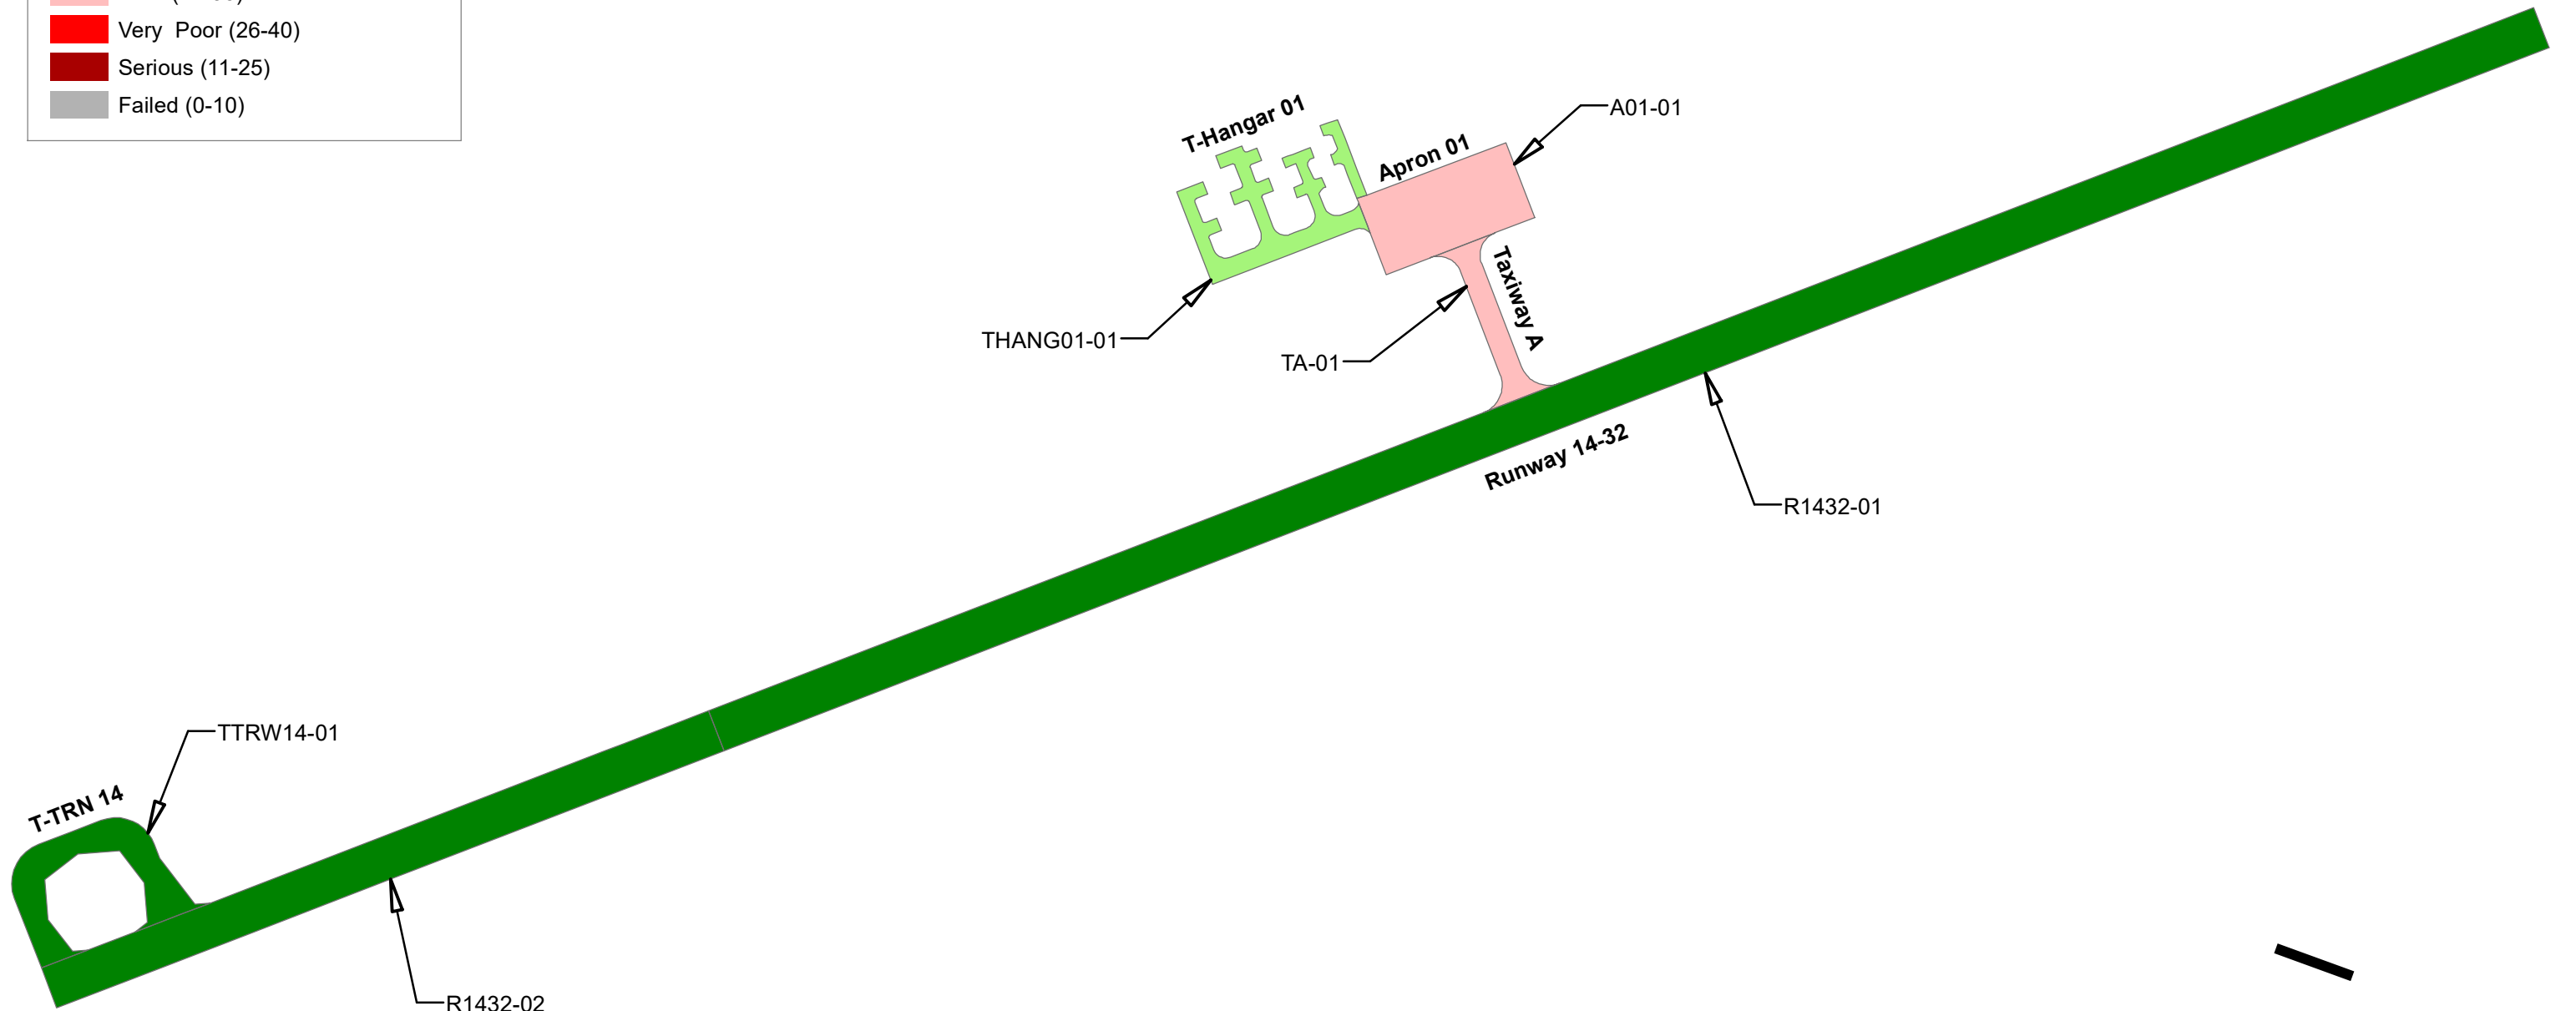 Very Poor (26-40)
Serious (11-25)
Failed (0-10)
T-Hangar 01
Apron 01
A01-01
THANG01-01
TA-01
Taxiway A
Runway 14-32
R1432-01
TTRW14-01
T-TRN 14
R1432-02